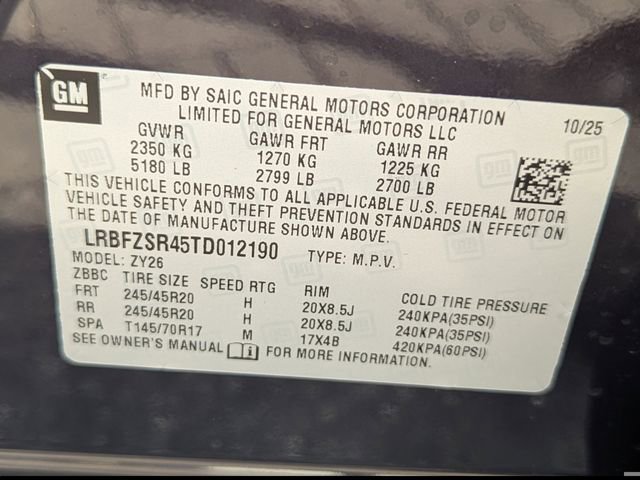 GM
MFD BY SAIC GENERAL MOTORS CORPORATION
LIMITED FOR GENERAL MOTORS LLC
10/25
GVWR GAWR FRT GAWR RR
2350 KG 1270 KG 1225 KG
5180 LB 2799 LB 2700 LB
THIS VEHICLE CONFORMS TO ALL APPLICABLE U.S. FEDERAL MOTOR
VEHICLE SAFETY AND THEFT PREVENTION STANDARDS IN EFFECT ON
THE DATE OF MANUFACTURE SHOWN ABOVE.
LRBFZSR45TD012190 TYPE: M.P.V.
MODEL: ZY26
ZBBC TIRE SIZE SPEED RTG RIM COLD TIRE PRESSURE
FRT 245/45R20 H 20X8.5J 240KPA(35PSI)
RR 245/45R20 H 20X8.5J 240KPA(35PSI)
SPA T145/70R17 M 17X4B 420KPA(60PSI)
SEE OWNER'S MANUAL FOR MORE INFORMATION.